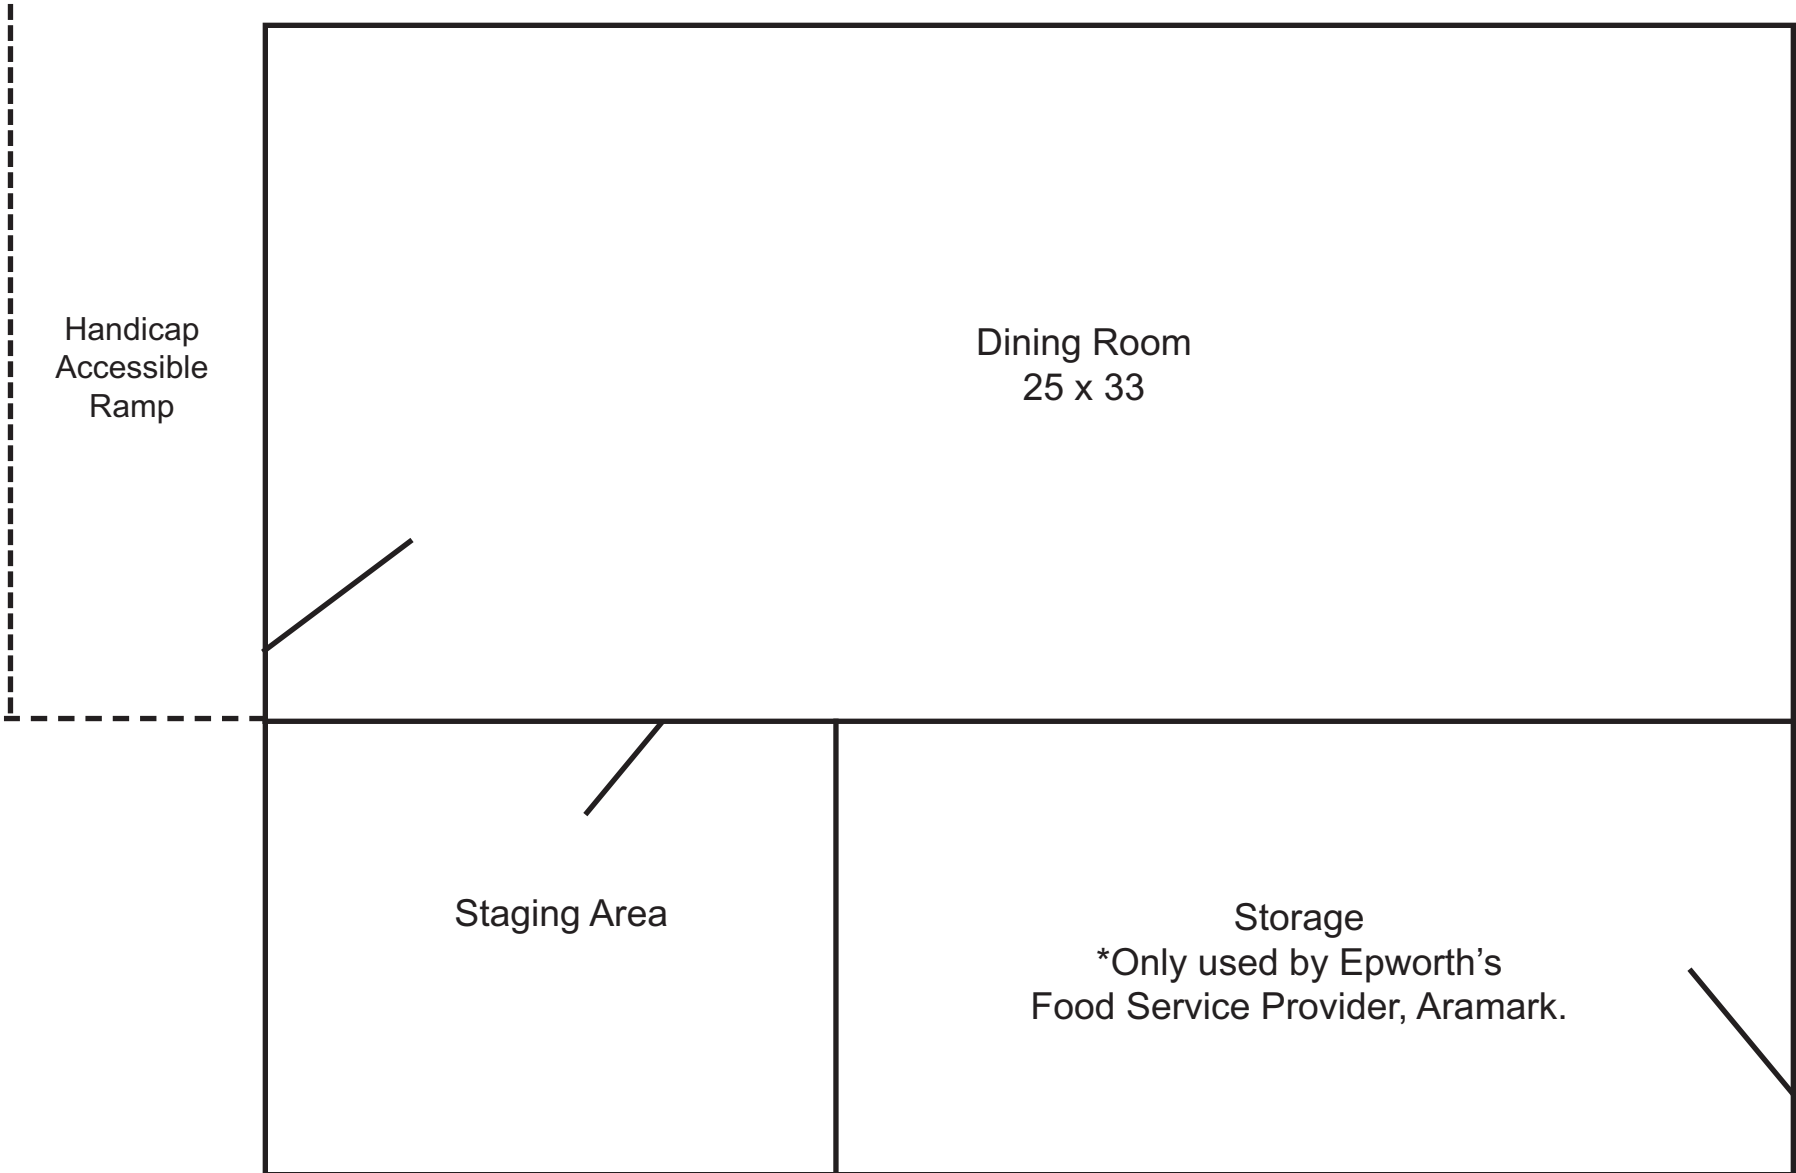 Handicap
Accessible
Ramp
Dining Room
25 x 33
Staging Area
Storage
*Only used by Epworth’s
Food Service Provider, Aramark.